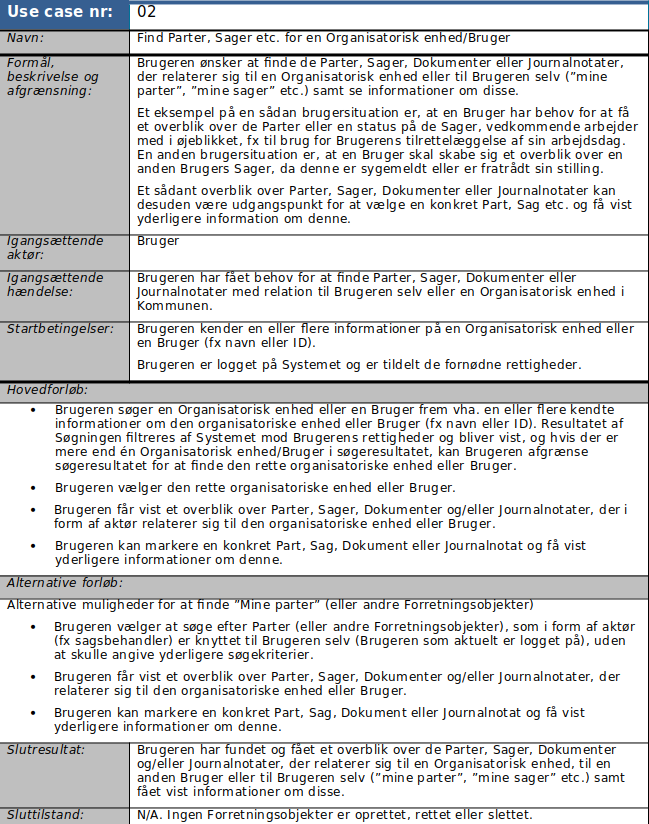 Use case nr: 02
Navn: Find Parter, Sager etc. for en Organisatorisk enhed/Bruger
Formål, beskrivelse og afgrænsning:
Brugeren ønsker at finde de Parter, Sager, Dokumenter eller Journalnotater,
der relaterer sig til en Organisatorisk enhed eller til Brugeren selv (”mine
parter”, ”mine sager” etc.) samt se informationer om disse.
Et eksempel på en sådan brugersituation er, at en Bruger har behov for at få
et overblik over de Parter eller en status på de Sager, vedkommende arbejder
med i øjeblikket, fx til brug for Brugerens tilrettelæggelse af sin arbejdsdag.
En anden brugersituation er, at en Bruger skal skabe sig et overblik over en
anden Brugers Sager, da denne er sygemeldt eller er fratrådt sin stilling.
Et sådant overblik over Parter, Sager, Dokumenter eller Journalnotater kan
desuden være udgangspunkt for at vælge en konkret Part, Sag etc. og få vist
yderligere information om denne.
Igangsættende aktør:
Bruger
Igangsættende hændelse:
Brugeren har fået behov for at finde Parter, Sager, Dokumenter eller
Journalnotater med relation til Brugeren selv eller en Organisatorisk enhed i
Kommunen.
Startbetingelser:
Brugeren kender en eller flere informationer på en Organisatorisk enhed eller
en Bruger (fx navn eller ID).
Brugeren er logget på Systemet og er tildelt de fornødne rettigheder.
Hovedforløb:
• Brugeren søger en Organisatorisk enhed eller en Bruger frem vha. en eller flere kendte
informationer om den organisatoriske enhed eller Bruger (fx navn eller ID). Resultatet af
Søgningen filtreres af Systemet mod Brugerens rettigheder og bliver vist, og hvis der er
mere end én Organisatorisk enhed/Bruger i søgeresultatet, kan Brugeren afgrænse
søgeresultatet for at finde den rette organisatoriske enhed eller Bruger.
• Brugeren vælger den rette organisatoriske enhed eller Bruger.
• Brugeren får vist et overblik over Parter, Sager, Dokumenter og/eller Journalnotater, der i
form af aktør relaterer sig til den organisatoriske enhed eller Bruger.
• Brugeren kan markere en konkret Part, Sag, Dokument eller Journalnotat og få vist
yderligere informationer om denne.
Alternative forløb:
Alternative muligheder for at finde ”Mine parter” (eller andre Forretningsobjekter)
• Brugeren vælger at søge efter Parter (eller andre Forretningsobjekter), som i form af aktør
(fx sagsbehandler) er knyttet til Brugeren selv (Brugeren som aktuelt er logget på), uden
at skulle angive yderligere søgekriterier.
• Brugeren får vist et overblik over Parter, Sager, Dokumenter og/eller Journalnotater, der
relaterer sig til den organisatoriske enhed eller Bruger.
• Brugeren kan markere en konkret Part, Sag, Dokument eller Journalnotat og få vist
yderligere informationer om denne.
Slutresultat:
Brugeren har fundet og fået et overblik over de Parter, Sager, Dokumenter
og/eller Journalnotater, der relaterer sig til en Organisatorisk enhed, til en
anden Bruger eller til Brugeren selv (”mine parter”, ”mine sager” etc.) samt
fået vist informationer om disse.
Sluttilstand: N/A. Ingen Forretningsobjekter er oprettet, rettet eller slettet.